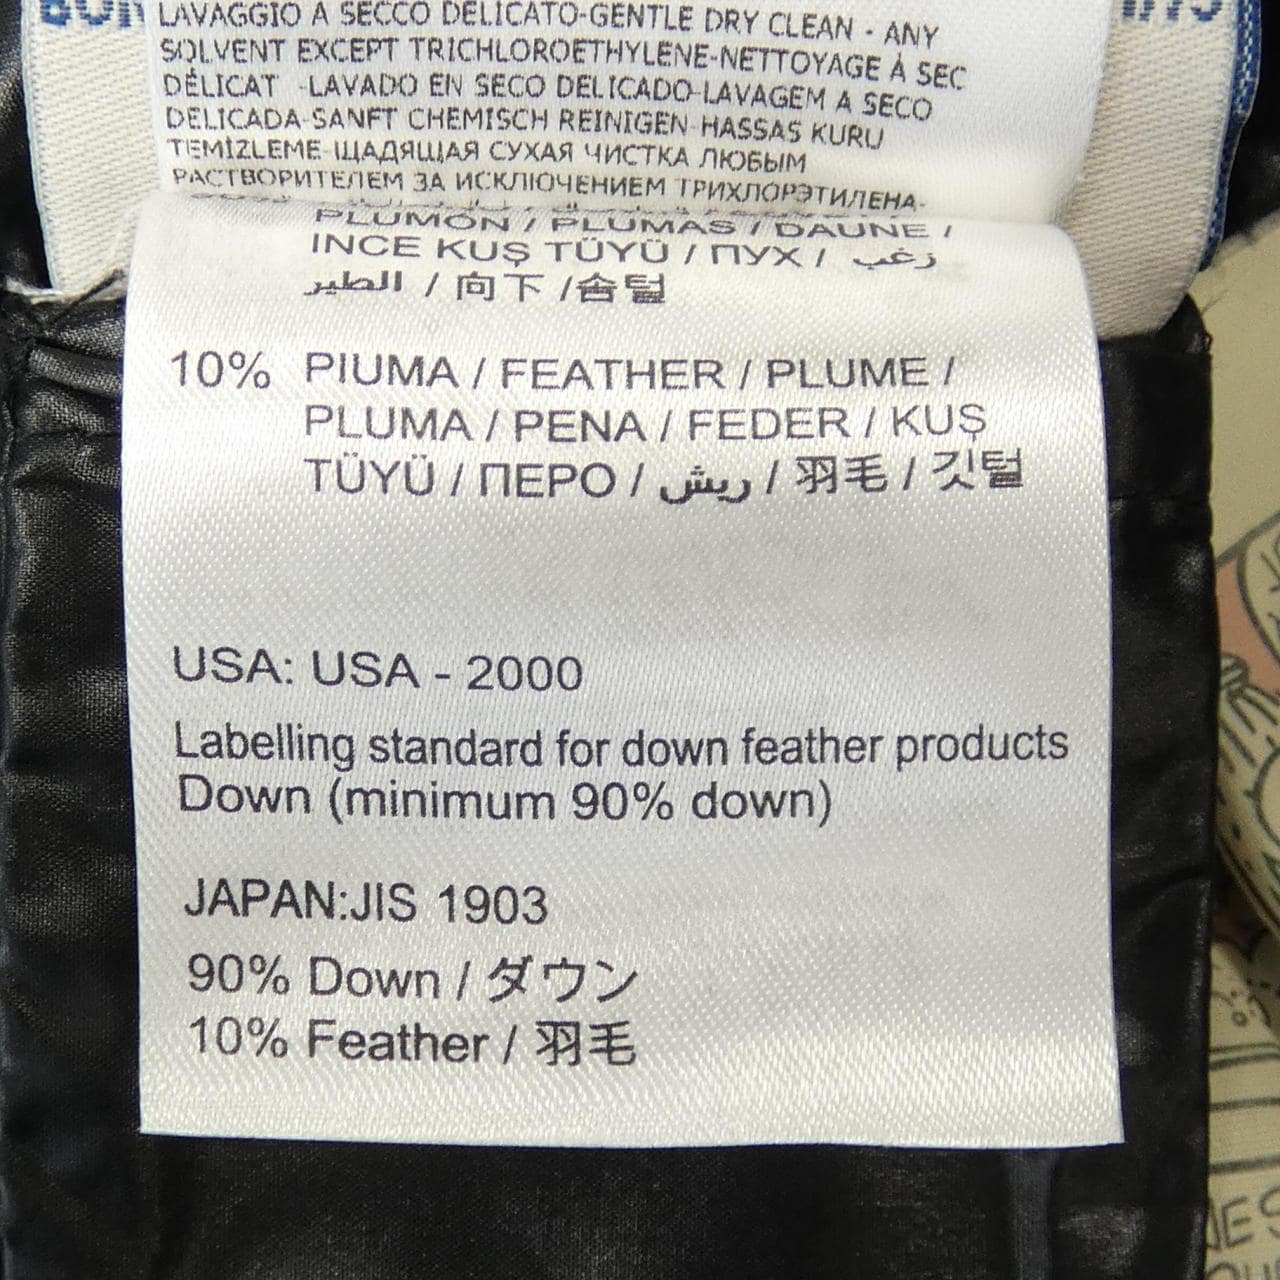 LAVAGGIO A SECCO DELICATO-GENTLE DRY CLEAN - ANY
SOLVENT EXCEPT TRICHLOROETHYLENE-NETTOYAGE À SEC
DÉLICAT -LAVADO EN SECO DELICADO-LAVAGEM A SECO
DELICADA-SANFT CHEMISCH REINIGEN-HASSAS KURU
TEMİZLEME-ЩАДЯЩАЯ СУХАЯ ЧИСТКА ЛЮБЫМ
РАСТВОРИТЕЛЕМ ЗА ИСКЛЮЧЕНИЕМ ТРИХЛОРЭТИЛЕНА-
PLUMÓN / PLUMAS / DAUNE /
INCE KUŞ TÜYÜ / ПУХ / زغب
الطير / 向下 /솜털
10% PIUMA / FEATHER / PLUME /
PLUMA / PENA / FEDER / KUŞ
TÜYÜ / ПЕРО / ريش / 羽毛 / 깃털
USA: USA - 2000
Labelling standard for down feather products
Down (minimum 90% down)
JAPAN:JIS 1903
90% Down / ダウン
10% Feather / 羽毛